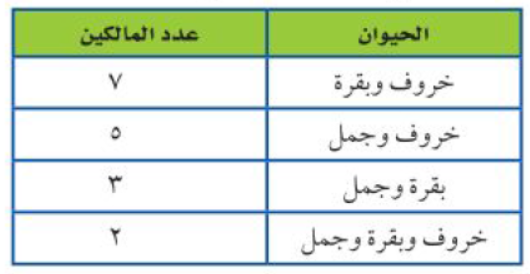 الحيوان عدد المالكين
خروف وبقرة ٧
خروف وجمل ٥
بقرة وجمل ٣
خروف وبقرة وجمل ٢